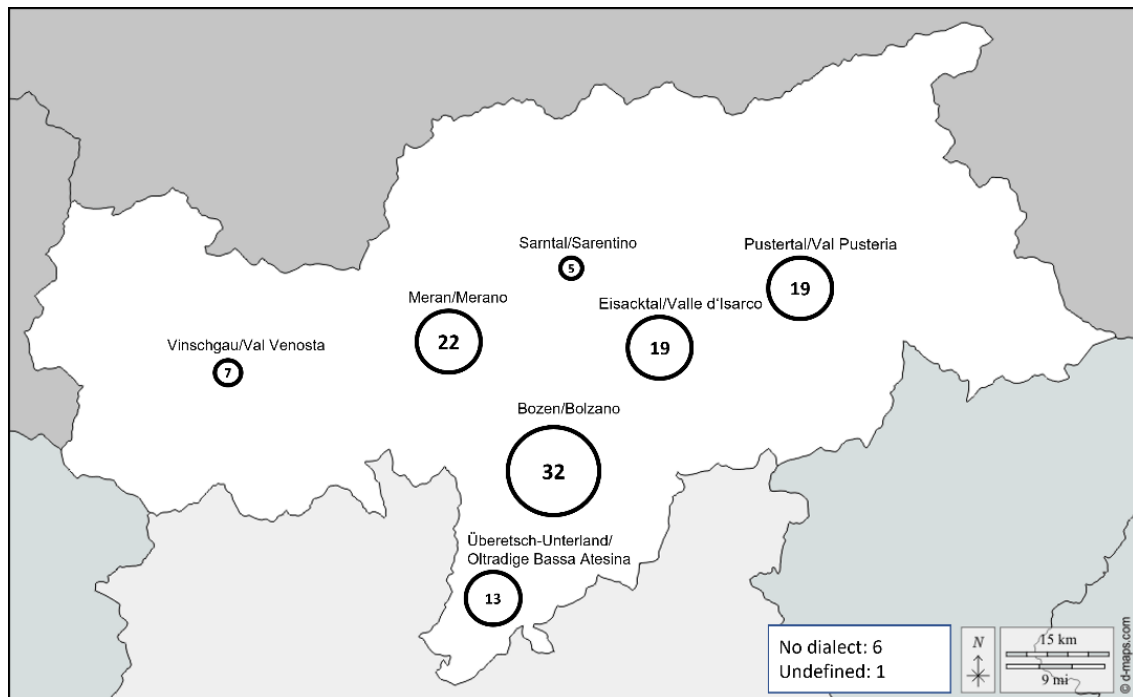 Sarntal/Sarentino
5
Pustertal/Val Pusteria
19
Meran/Merano
22
Eisacktal/Valle d'Isarco
19
Vinschgau/Val Venosta
7
Bozen/Bolzano
32
Überetsch-Unterland/
Oltradige Bassa Atesina
13
No dialect: 6
Undefined: 1
N
15 km
9 mi
© d-maps.com